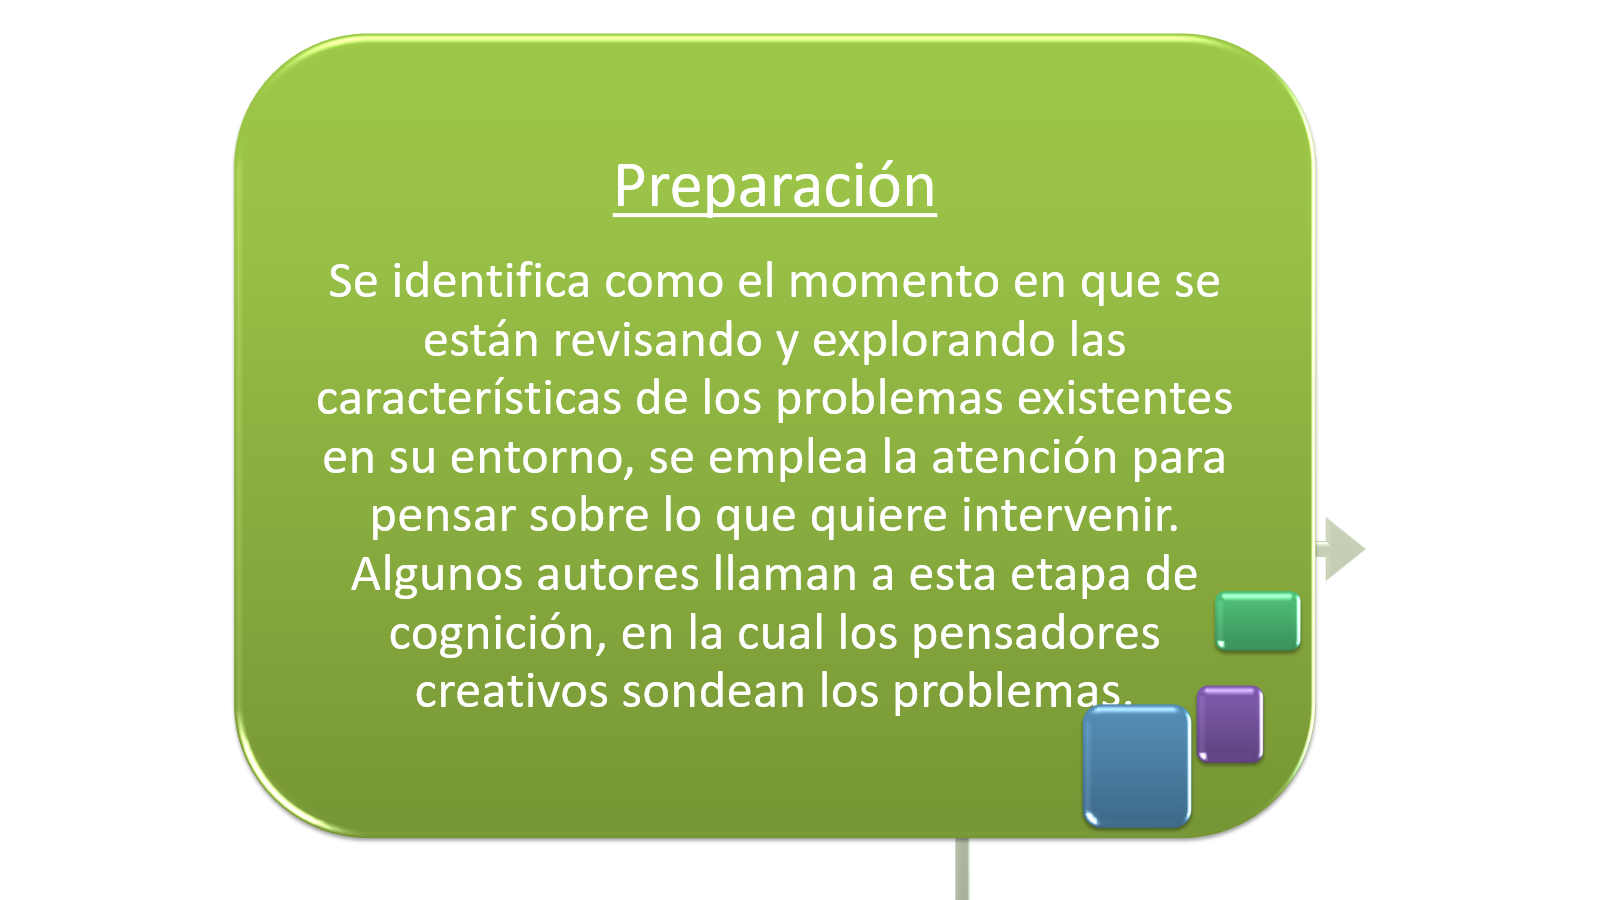 Preparación
Se identifica como el momento en que se
están revisando y explorando las
características de los problemas existentes
en su entorno, se emplea la atención para
pensar sobre lo que quiere intervenir.
Algunos autores llaman a esta etapa de
cognición, en la cual los pensadores
creativos sondean los problemas.